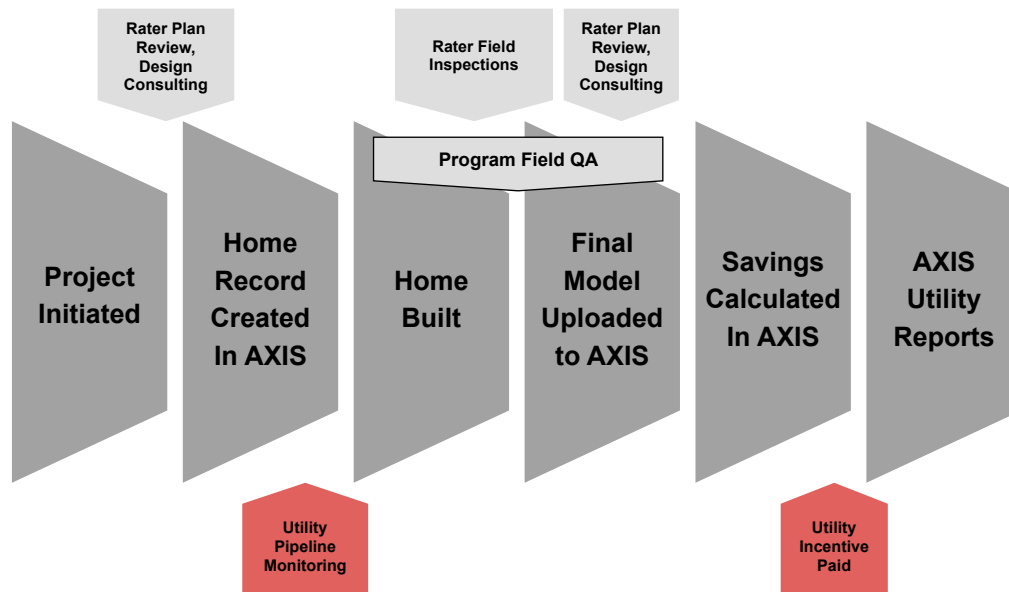 Rater Plan
Review,
Design
Consulting
Rater Field
Inspections
Rater Plan
Review,
Design
Consulting
Program Field QA
Project
Initiated
Home
Record
Created
In AXIS
Home
Built
Final
Model
Uploaded
to AXIS
Savings
Calculated
In AXIS
AXIS
Utility
Reports
Utility
Pipeline
Monitoring
Utility
Incentive
Paid